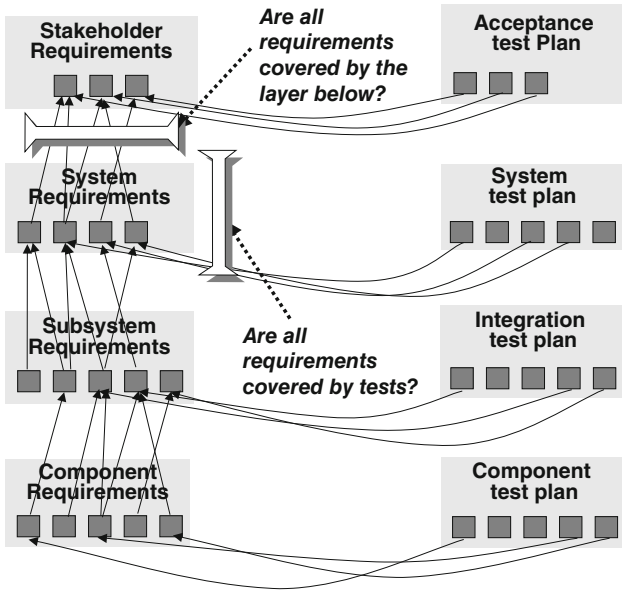 Stakeholder
Requirements
Are all
requirements
covered by the
layer below?
Acceptance
test Plan
System
Requirements
System
test plan
Subsystem
Requirements
Are all
requirements
covered by tests?
Integration
test plan
Component
Requirements
Component
test plan